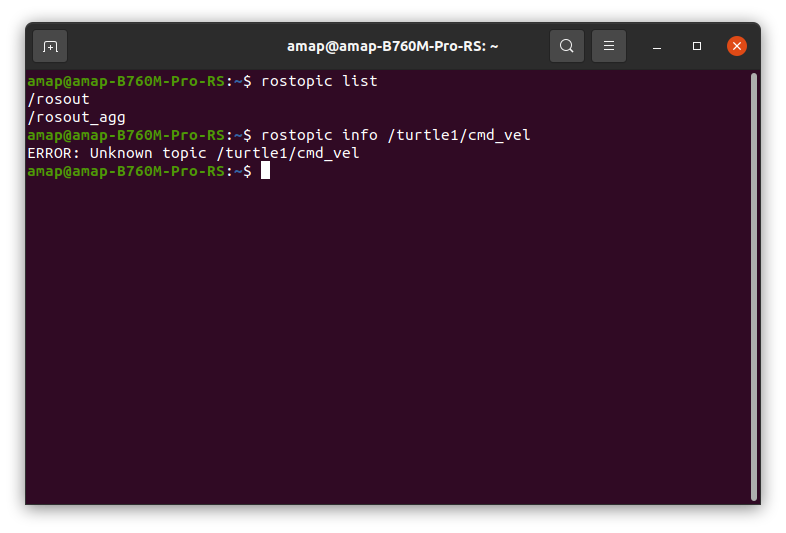 amap@amap-B760M-Pro-RS: ~
amap@amap-B760M-Pro-RS:~$ rostopic list
/rosout
/rosout_agg
amap@amap-B760M-Pro-RS:~$ rostopic info /turtle1/cmd_vel
ERROR: Unknown topic /turtle1/cmd_vel
amap@amap-B760M-Pro-RS:~$